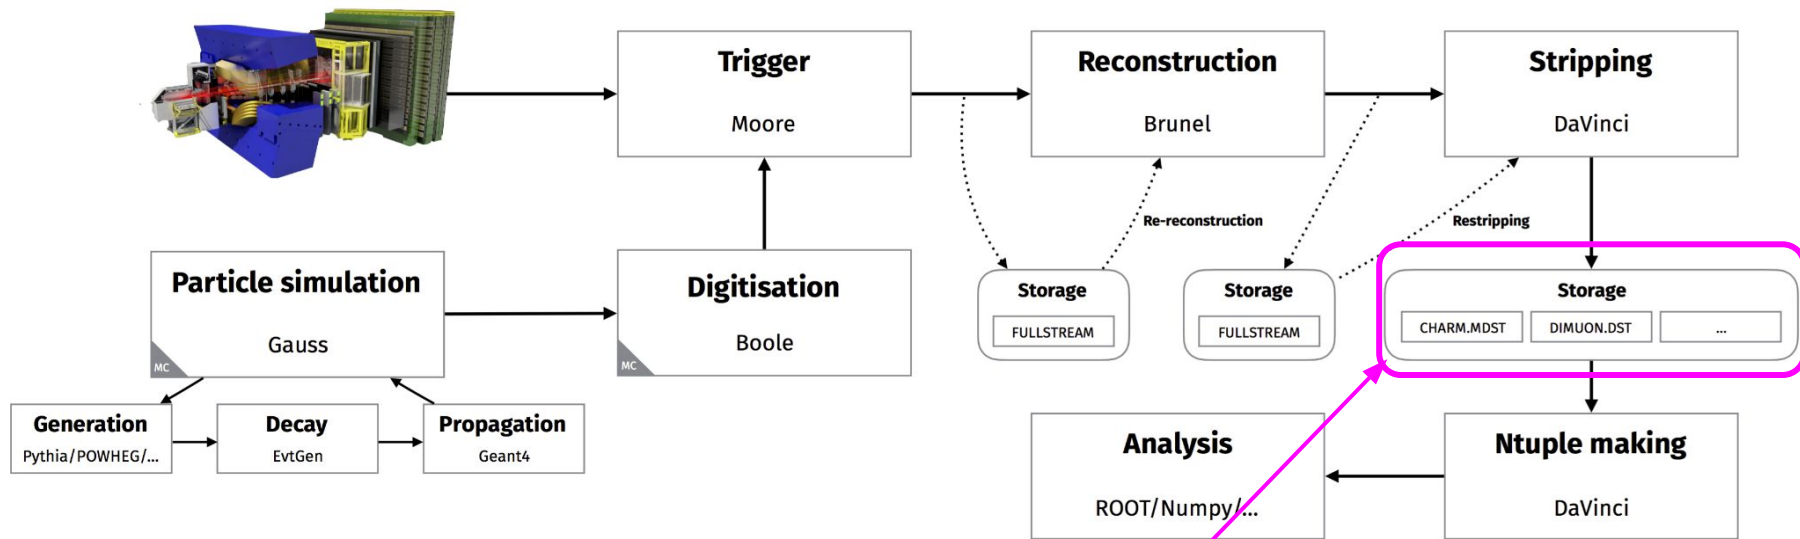 Trigger
Moore
Reconstruction
Brunel
Stripping
DaVinci
Re-reconstruction
Restripping
Particle simulation
Gauss
MC
Digitisation
Boole
MC
Storage
FULLSTREAM
Storage
FULLSTREAM
Storage
CHARM.MDST
DIMUON.DST
...
Generation
Pythia/POWHEG/...
Decay
EvtGen
Propagation
Geant4
Analysis
ROOT/Numpy/...
Ntuple making
DaVinci